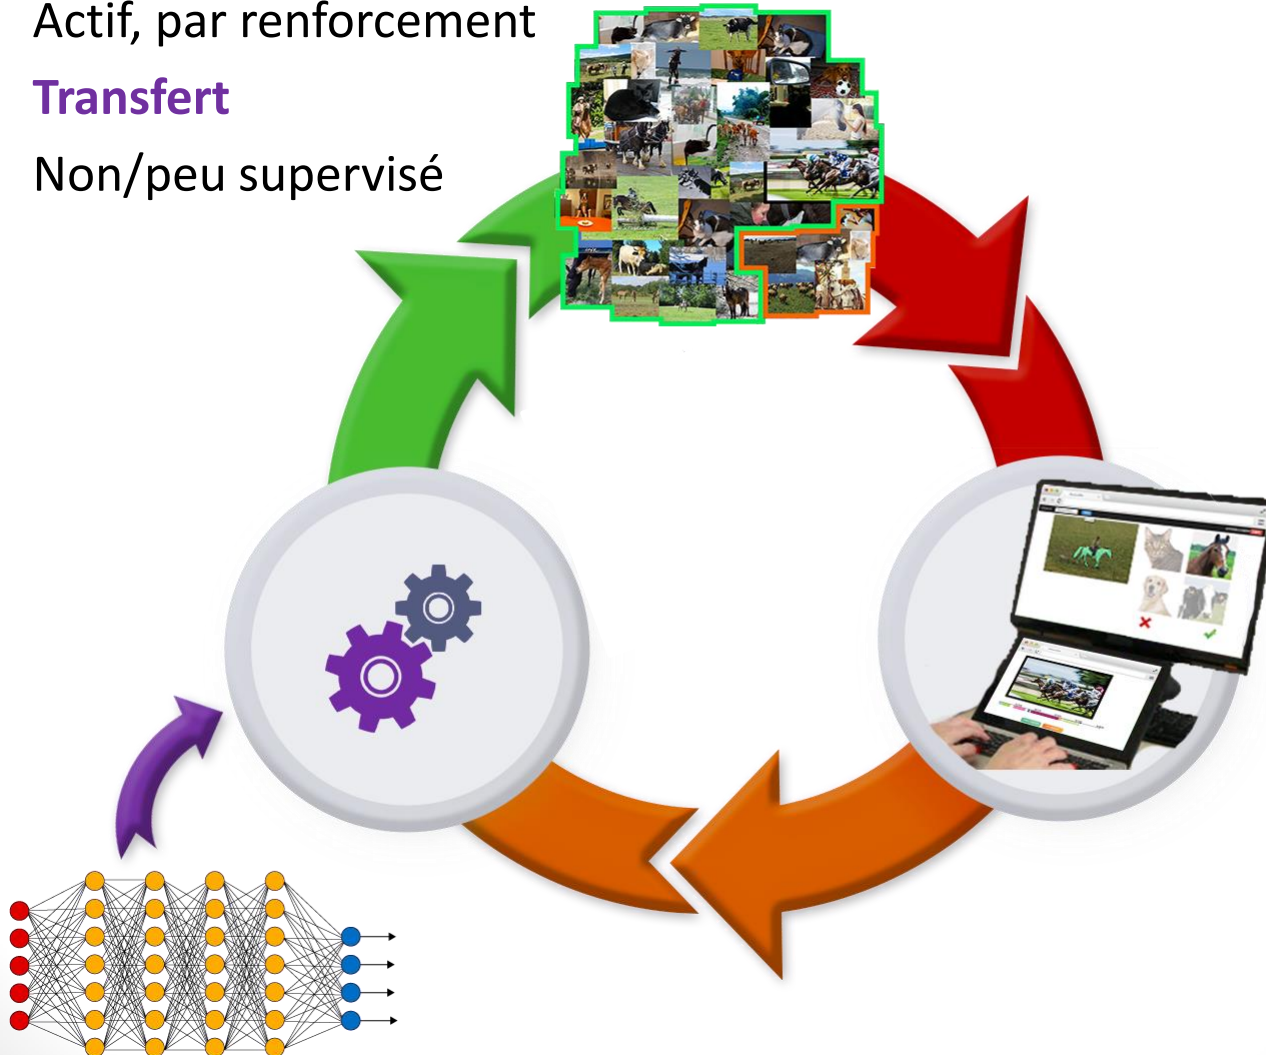 Actif, par renforcement
Transfert
Non/peu supervisé